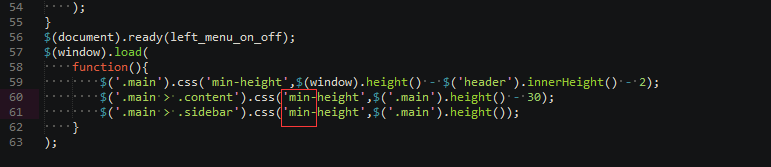 54 );
55 }
56 $(document).ready(left_menu_on_off);
57 $(window).load(
58 function(){
59 $('.main').css('min-height',$(window).height() - $('header').innerHeight() - 2);
60 $('.main > .content').css('min-height',$('.main').height() - 30);
61 $('.main > .sidebar').css('min-height',$('.main').height());
62 }
63 );